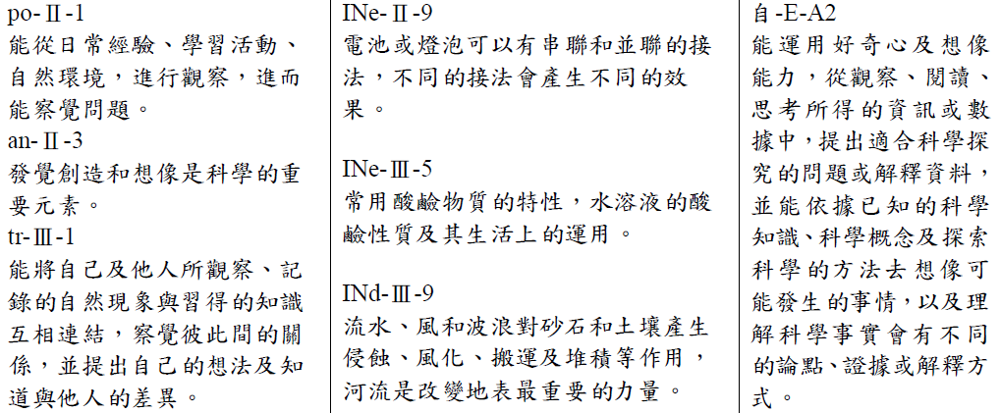 po-Ⅱ-1
能從日常經驗、學習活動、
自然環境，進行觀察，進而
能察覺問題。
an-Ⅱ-3
發覺創造和想像是科學的重
要元素。
tr-Ⅲ-1
能將自己及他人所觀察、記
錄的自然現象與習得的知識
互相連結，察覺彼此間的關
係，並提出自己的想法及知
道與他人的差異。
INe-Ⅱ-9
電池或燈泡可以有串聯和並聯的接
法，不同的接法會產生不同的效
果。
INe-Ⅲ-5
常用酸鹼物質的特性，水溶液的酸
鹼性質及其生活上的運用。
INd-Ⅲ-9
流水、風和波浪對砂石和土壤產生
侵蝕、風化、搬運及堆積等作用，
河流是改變地表最重要的力量。
自-E-A2
能運用好奇心及想像
能力，從觀察、閱讀、
思考所得的資訊或數
據中，提出適合科學探
究的問題或解釋資料，
並能依據已知的科學
知識、科學概念及探索
科學的方法去想像可
能發生的事情，以及理
解科學事實會有不同
的論點、證據或解釋方
式。